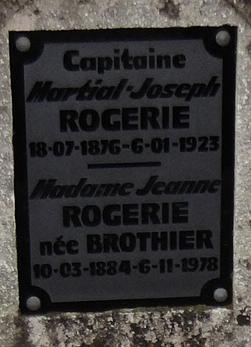 Capitaine
Martial-Joseph
ROGERIE
18-07-1876-6-01-1923
Madame Jeanne
ROGERIE
née BROTHIER
10-03-1884-6-11-1978